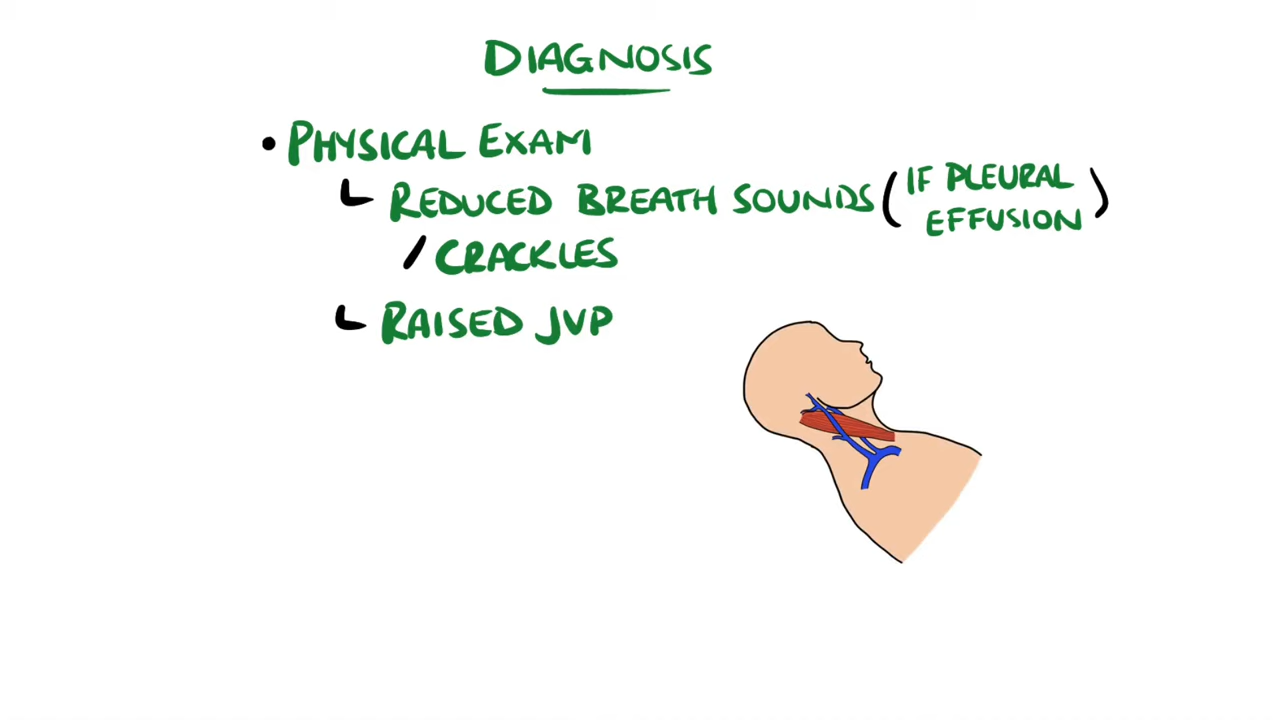 DIAGNOSIS
• PHYSICAL EXAM
REDUCED BREATH SOUNDS (IF PLEURAL
EFFUSION)
/ CRACKLES
RAISED JVP